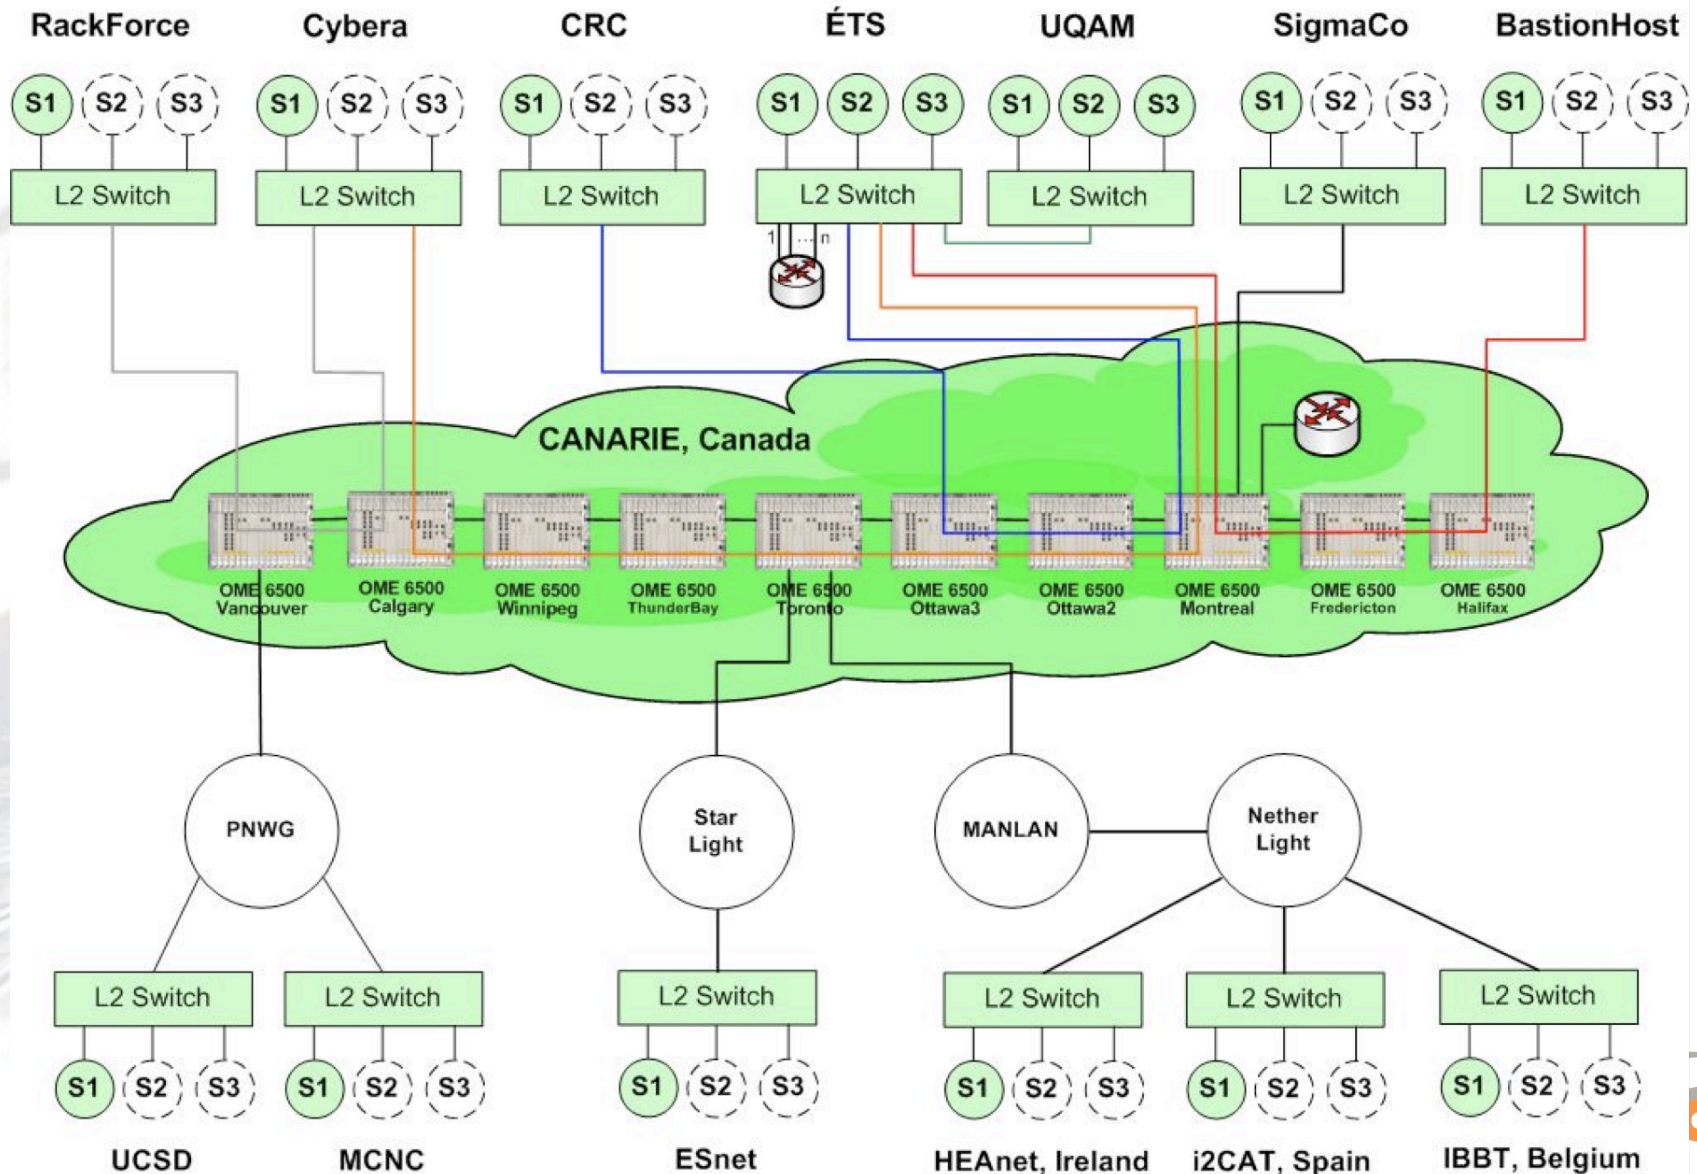 RackForce Cybera CRC ÉTS UQAM SigmaCo BastionHost
S1 S2 S3 S1 S2 S3 S1 S2 S3 S1 S2 S3 S1 S2 S3 S1 S2 S3 S1 S2 S3
L2 Switch L2 Switch L2 Switch L2 Switch L2 Switch L2 Switch L2 Switch
1 ... n
CANARIE, Canada
OME 6500 OME 6500 OME 6500 OME 6500 OME 6500 OME 6500 OME 6500 OME 6500 OME 6500 OME 6500
Vancouver Calgary Winnipeg ThunderBay Toronto Ottawa3 Ottawa2 Montreal Fredericton Halifax
PNWG
Star
Light
MANLAN
Nether
Light
L2 Switch L2 Switch L2 Switch L2 Switch L2 Switch L2 Switch
S1 S2 S3 S1 S2 S3 S1 S2 S3 S1 S2 S3 S1 S2 S3 S1 S2 S3
UCSD MCNC ESnet HEAnet, Ireland i2CAT, Spain IBBT, Belgium